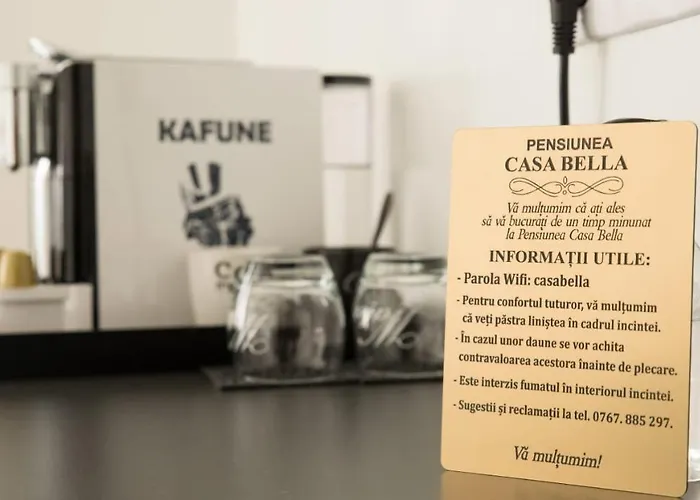 KAFUNE
PENSIUNEA
CASA BELLA
Vă mulțumim că ați ales
să vă bucurați de un timp minunat
la Pensiunea Casa Bella
INFORMAȚII UTILE:
- Parola Wifi: casabella
- Pentru confortul tuturor, vă mulțumim
că veți păstra liniștea în cadrul incintei.
- În cazul unor daune se vor achita
contravaloarea acestora înainte de plecare.
- Este interzis fumatul în interiorul incintei.
- Sugestii și reclamații la tel. 0767. 885 297.
Vă mulțumim!